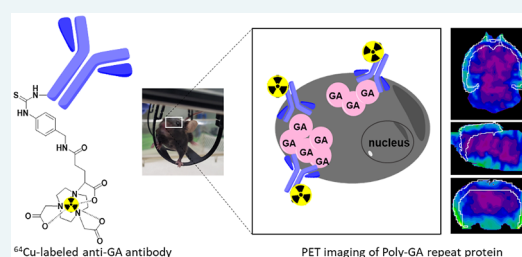 S
H
N
NH
HN
O
O
O
O
N
N
N
O
O
O
O
GA
GA
GA
GA
GA
GA
GA
GA
nucleus
⁶⁴Cu-labeled anti-GA antibody
PET imaging of Poly-GA repeat protein